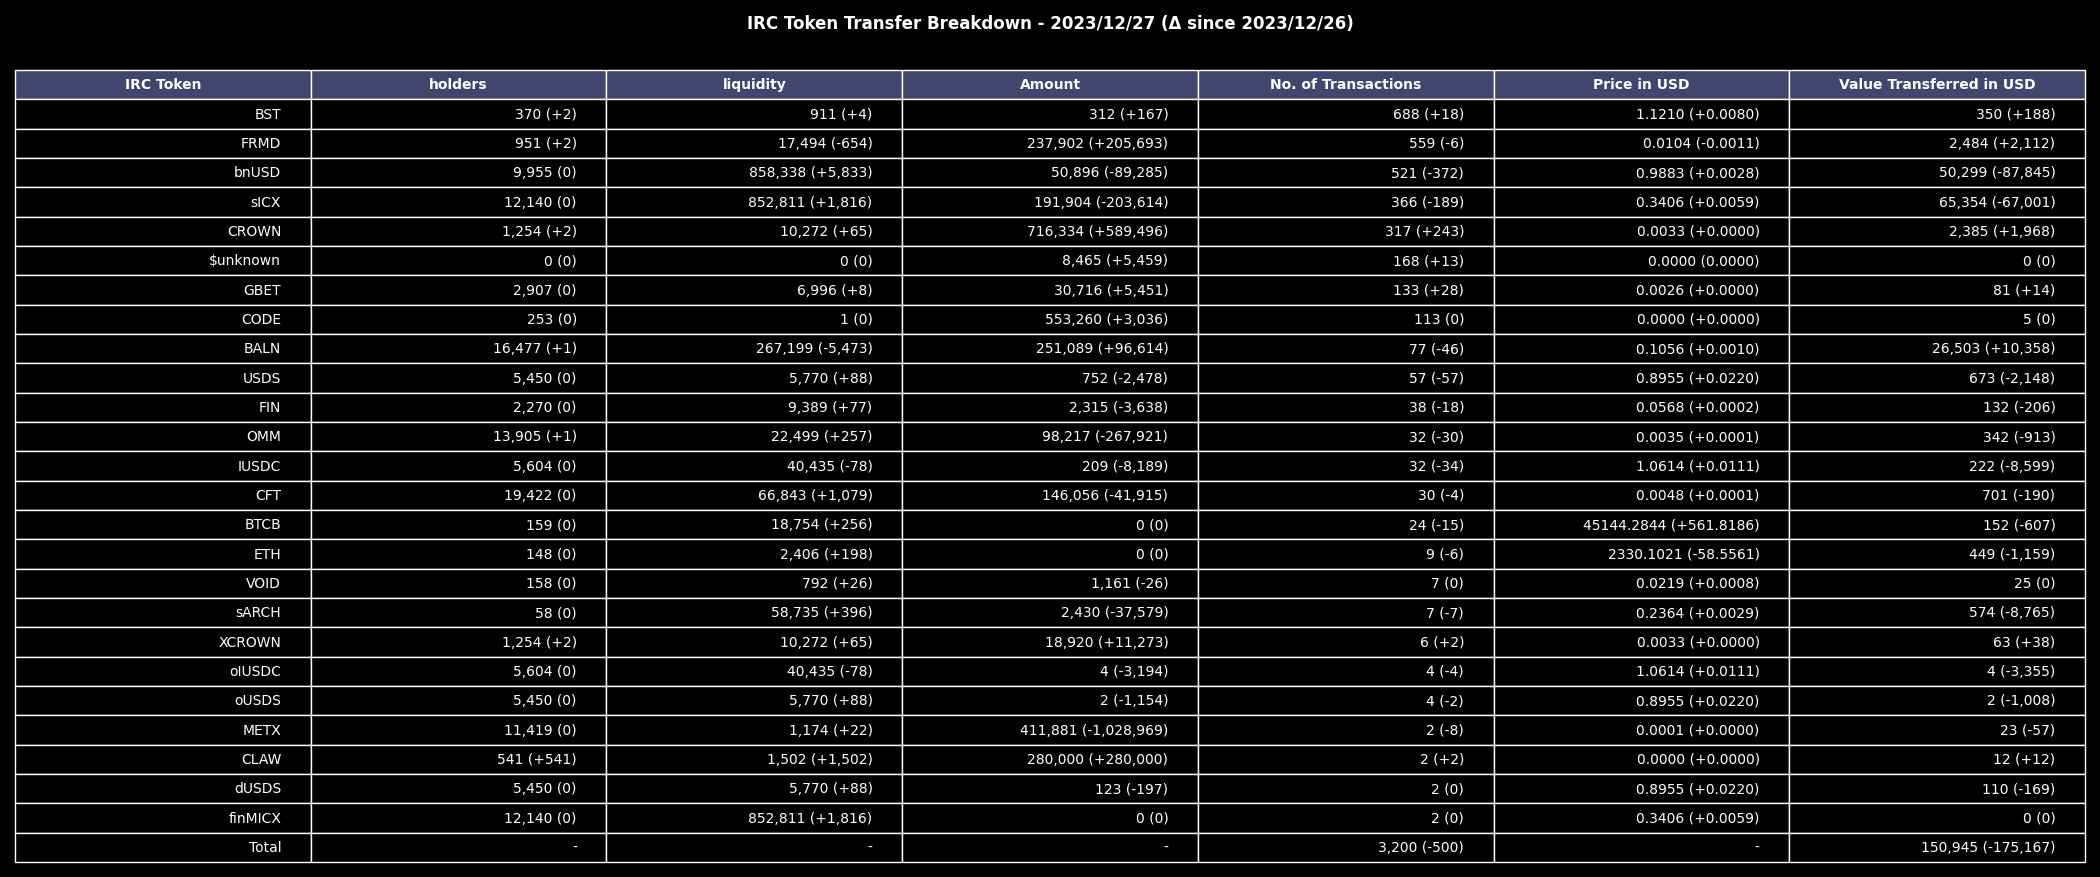 IRC Token Transfer Breakdown - 2023/12/27 (Δ since 2023/12/26)
IRC Token holders liquidity Amount No. of Transactions Price in USD Value Transferred in USD
BST 370 (+2) 911 (+4) 312 (+167) 688 (+18) 1.1210 (+0.0080) 350 (+188)
FRMD 951 (+2) 17,494 (-654) 237,902 (+205,693) 559 (-6) 0.0104 (-0.0011) 2,484 (+2,112)
bnUSD 9,955 (0) 858,338 (+5,833) 50,896 (-89,285) 521 (-372) 0.9883 (+0.0028) 50,299 (-87,845)
sICX 12,140 (0) 852,811 (+1,816) 191,904 (-203,614) 366 (-189) 0.3406 (+0.0059) 65,354 (-67,001)
CROWN 1,254 (+2) 10,272 (+65) 716,334 (+589,496) 317 (+243) 0.0033 (+0.0000) 2,385 (+1,968)
$unknown 0 (0) 0 (0) 8,465 (+5,459) 168 (+13) 0.0000 (0.0000) 0 (0)
GBET 2,907 (0) 6,996 (+8) 30,716 (+5,451) 133 (+28) 0.0026 (+0.0000) 81 (+14)
CODE 253 (0) 1 (0) 553,260 (+3,036) 113 (0) 0.0000 (+0.0000) 5 (0)
BALN 16,477 (+1) 267,199 (-5,473) 251,089 (+96,614) 77 (-46) 0.1056 (+0.0010) 26,503 (+10,358)
USDS 5,450 (0) 5,770 (+88) 752 (-2,478) 57 (-57) 0.8955 (+0.0220) 673 (-2,148)
FIN 2,270 (0) 9,389 (+77) 2,315 (-3,638) 38 (-18) 0.0568 (+0.0002) 132 (-206)
OMM 13,905 (+1) 22,499 (+257) 98,217 (-267,921) 32 (-30) 0.0035 (+0.0001) 342 (-913)
IUSDC 5,604 (0) 40,435 (-78) 209 (-8,189) 32 (-34) 1.0614 (+0.0111) 222 (-8,599)
CFT 19,422 (0) 66,843 (+1,079) 146,056 (-41,915) 30 (-4) 0.0048 (+0.0001) 701 (-190)
BTCB 159 (0) 18,754 (+256) 0 (0) 24 (-15) 45144.2844 (+561.8186) 152 (-607)
ETH 148 (0) 2,406 (+198) 0 (0) 9 (-6) 2330.1021 (-58.5561) 449 (-1,159)
VOID 158 (0) 792 (+26) 1,161 (-26) 7 (0) 0.0219 (+0.0008) 25 (0)
sARCH 58 (0) 58,735 (+396) 2,430 (-37,579) 7 (-7) 0.2364 (+0.0029) 574 (-8,765)
XCROWN 1,254 (+2) 10,272 (+65) 18,920 (+11,273) 6 (+2) 0.0033 (+0.0000) 63 (+38)
oIUSDC 5,604 (0) 40,435 (-78) 4 (-3,194) 4 (-4) 1.0614 (+0.0111) 4 (-3,355)
oUSDS 5,450 (0) 5,770 (+88) 2 (-1,154) 4 (-2) 0.8955 (+0.0220) 2 (-1,008)
METX 11,419 (0) 1,174 (+22) 411,881 (-1,028,969) 2 (-8) 0.0001 (+0.0000) 23 (-57)
CLAW 541 (+541) 1,502 (+1,502) 280,000 (+280,000) 2 (+2) 0.0000 (+0.0000) 12 (+12)
dUSDS 5,450 (0) 5,770 (+88) 123 (-197) 2 (0) 0.8955 (+0.0220) 110 (-169)
finMICX 12,140 (0) 852,811 (+1,816) 0 (0) 2 (0) 0.3406 (+0.0059) 0 (0)
Total - - - 3,200 (-500) - 150,945 (-175,167)